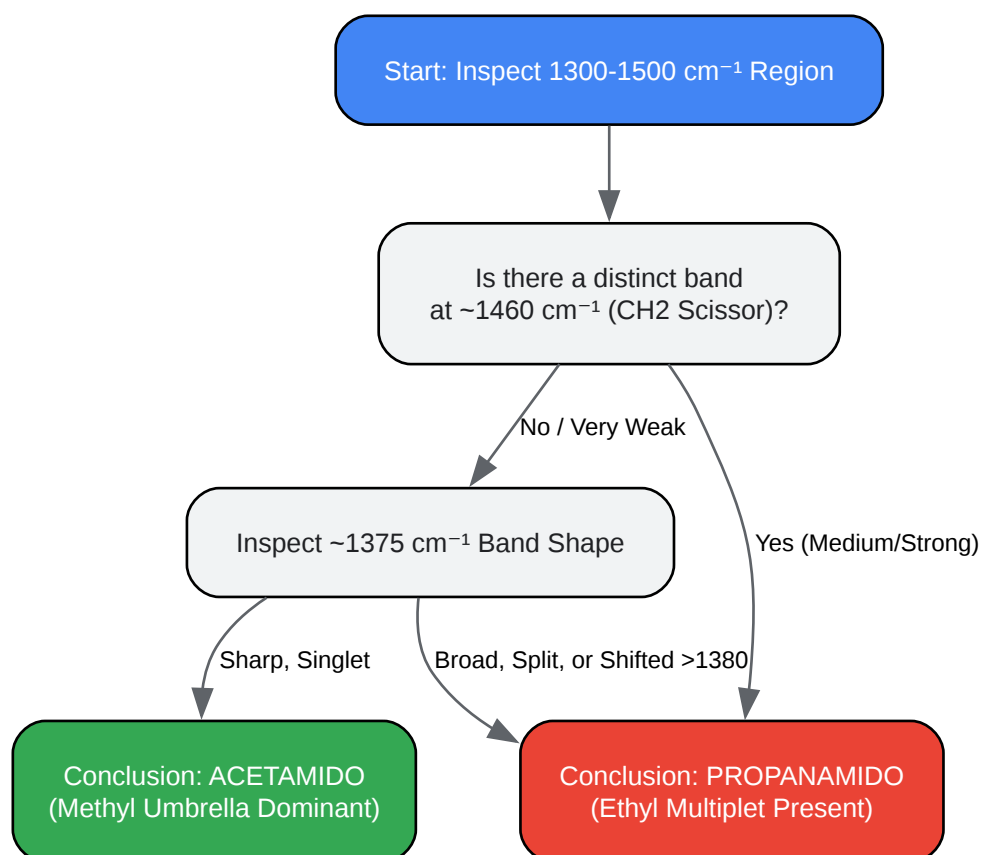 Start: Inspect 1300-1500 cm⁻¹ Region
Is there a distinct band
at ~1460 cm⁻¹ (CH2 Scissor)?
No / Very Weak
Inspect ~1375 cm⁻¹ Band Shape
Yes (Medium/Strong)
Sharp, Singlet
Broad, Split, or Shifted >1380
Conclusion: ACETAMIDO
(Methyl Umbrella Dominant)
Conclusion: PROPANAMIDO
(Ethyl Multiplet Present)